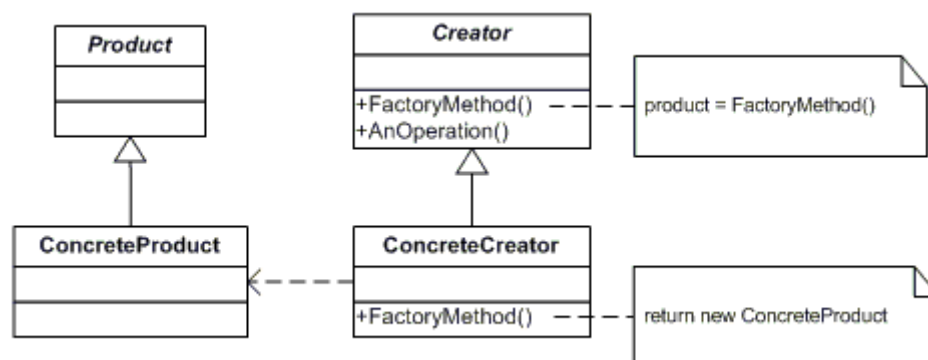 Product
Creator
+FactoryMethod()
+AnOperation()
product = FactoryMethod()
ConcreteProduct
ConcreteCreator
+FactoryMethod()
return new ConcreteProduct